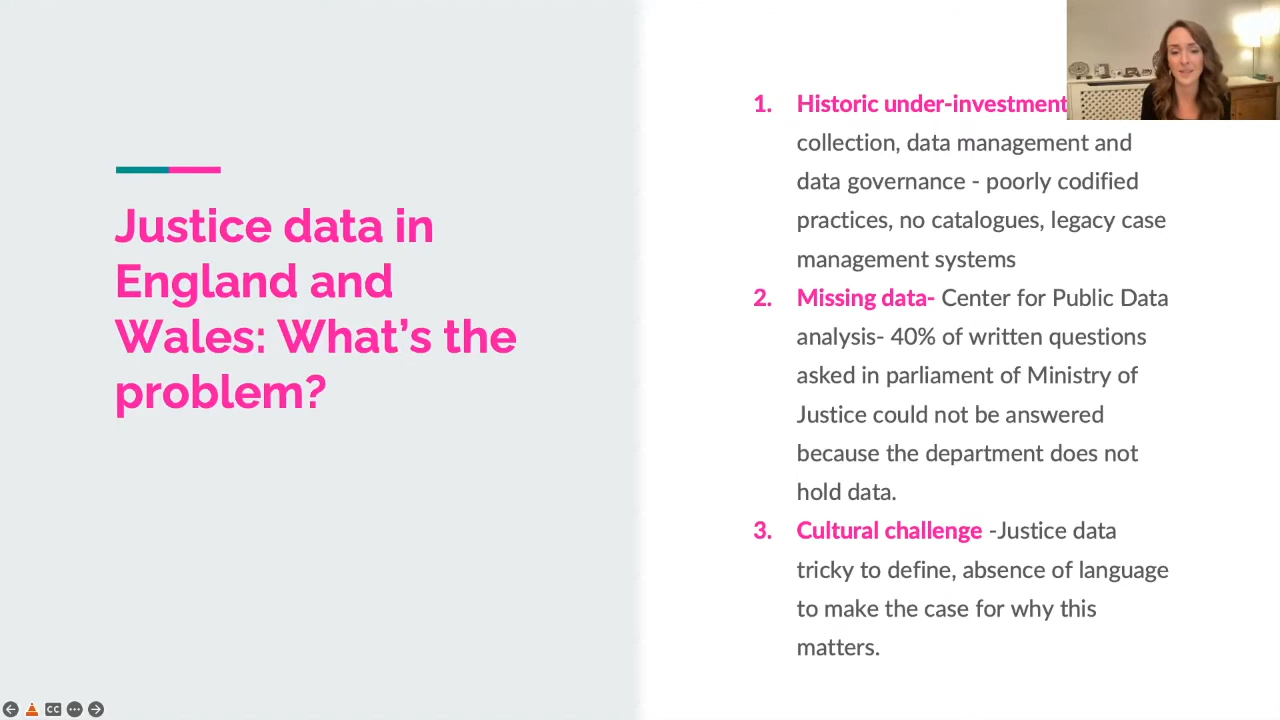 Justice data in
England and
Wales: What's the
problem?
1. Historic under-investment
collection, data management and
data governance - poorly codified
practices, no catalogues, legacy case
management systems
2. Missing data- Center for Public Data
analysis- 40% of written questions
asked in parliament of Ministry of
Justice could not be answered
because the department does not
hold data.
3. Cultural challenge -Justice data
tricky to define, absence of language
to make the case for why this
matters.
CC